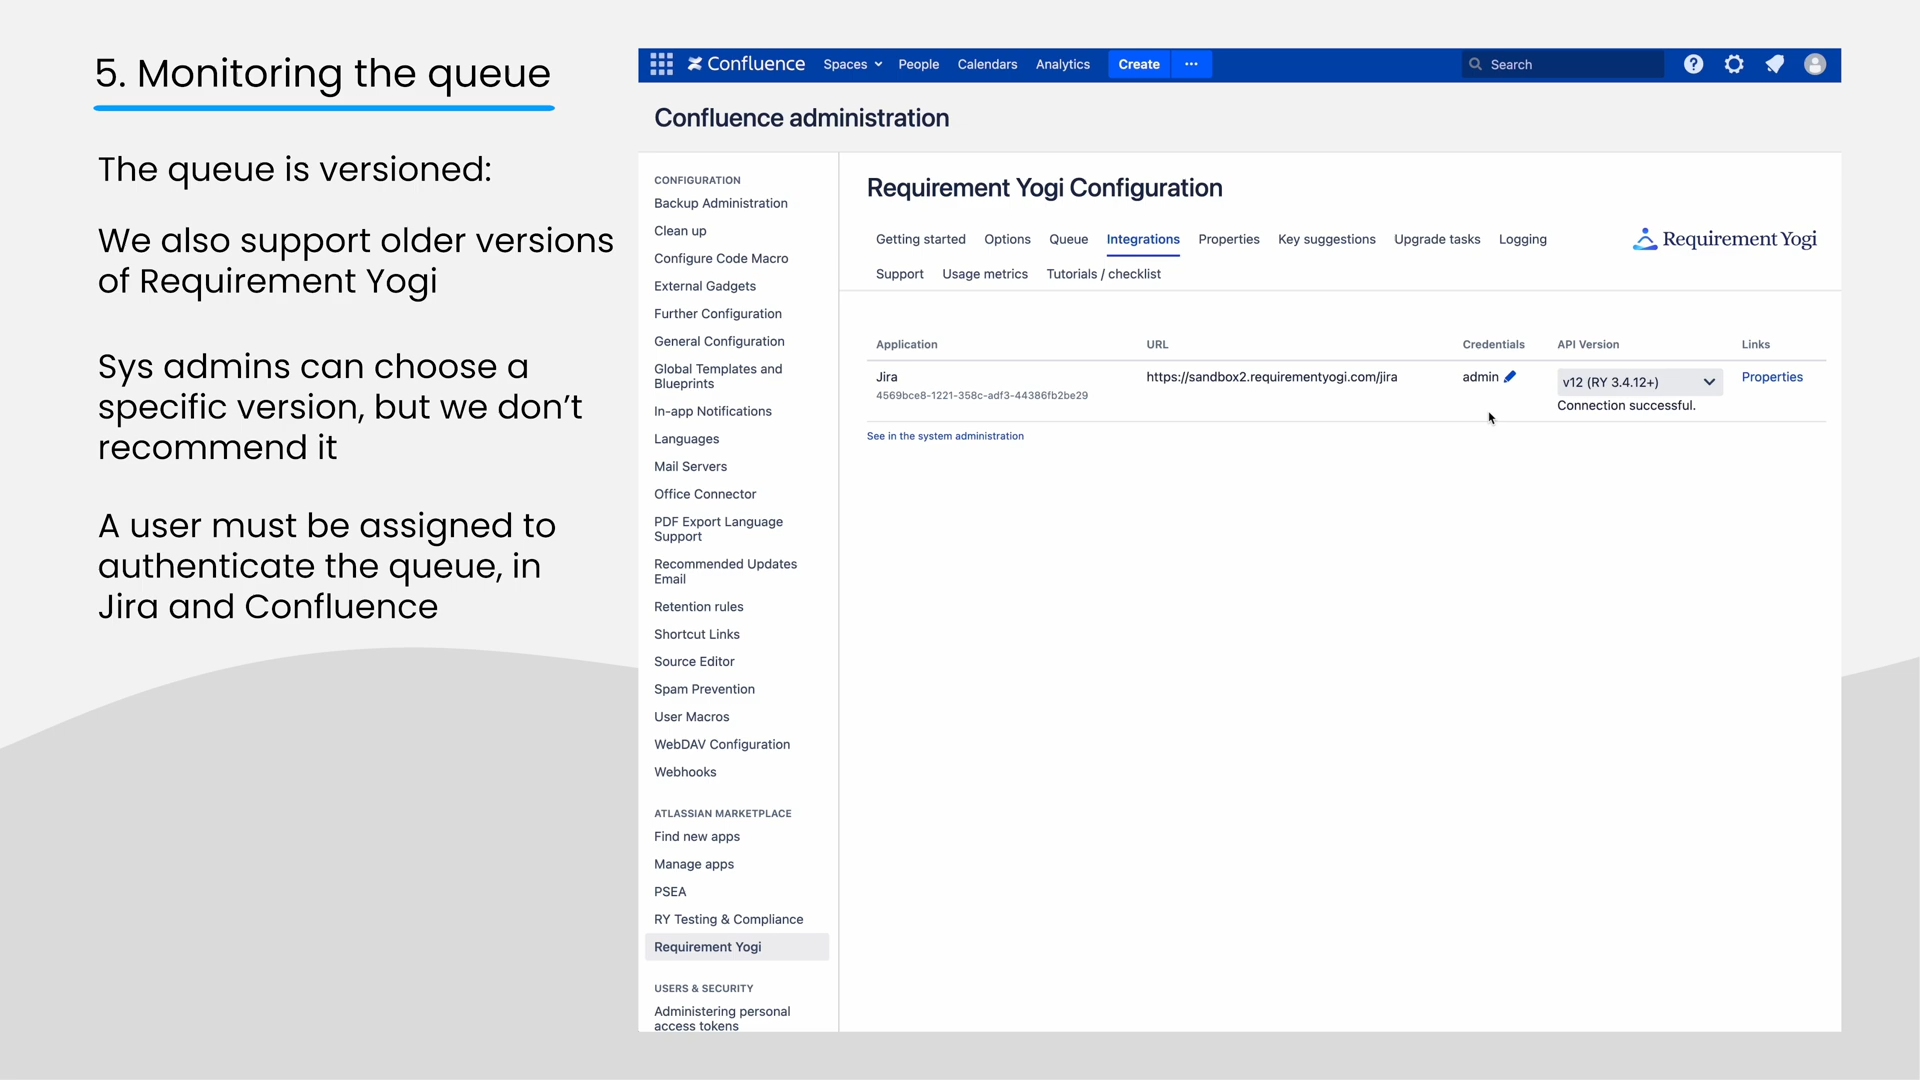 5. Monitoring the queue
The queue is versioned:
We also support older versions
of Requirement Yogi
Sys admins can choose a
specific version, but we don’t
recommend it
A user must be assigned to
authenticate the queue, in
Jira and Confluence
Confluence Spaces People Calendars Analytics Create ··· Search
Confluence administration
CONFIGURATION
Backup Administration
Clean up
Configure Code Macro
External Gadgets
Further Configuration
General Configuration
Global Templates and
Blueprints
In-app Notifications
Languages
Mail Servers
Office Connector
PDF Export Language
Support
Recommended Updates
Email
Retention rules
Shortcut Links
Source Editor
Spam Prevention
User Macros
WebDAV Configuration
Webhooks
ATLASSIAN MARKETPLACE
Find new apps
Manage apps
PSEA
RY Testing & Compliance
Requirement Yogi
USERS & SECURITY
Administering personal
access tokens
Requirement Yogi Configuration
Getting started Options Queue Integrations Properties Key suggestions Upgrade tasks Logging
Support Usage metrics Tutorials / checklist
Requirement Yogi
Application URL Credentials API Version Links
Jira https://sandbox2.requirementyogi.com/jira admin v12 (RY 3.4.12+) Properties
4569bce8-1221-358c-adf3-44386fb2be29 Connection successful.
See in the system administration